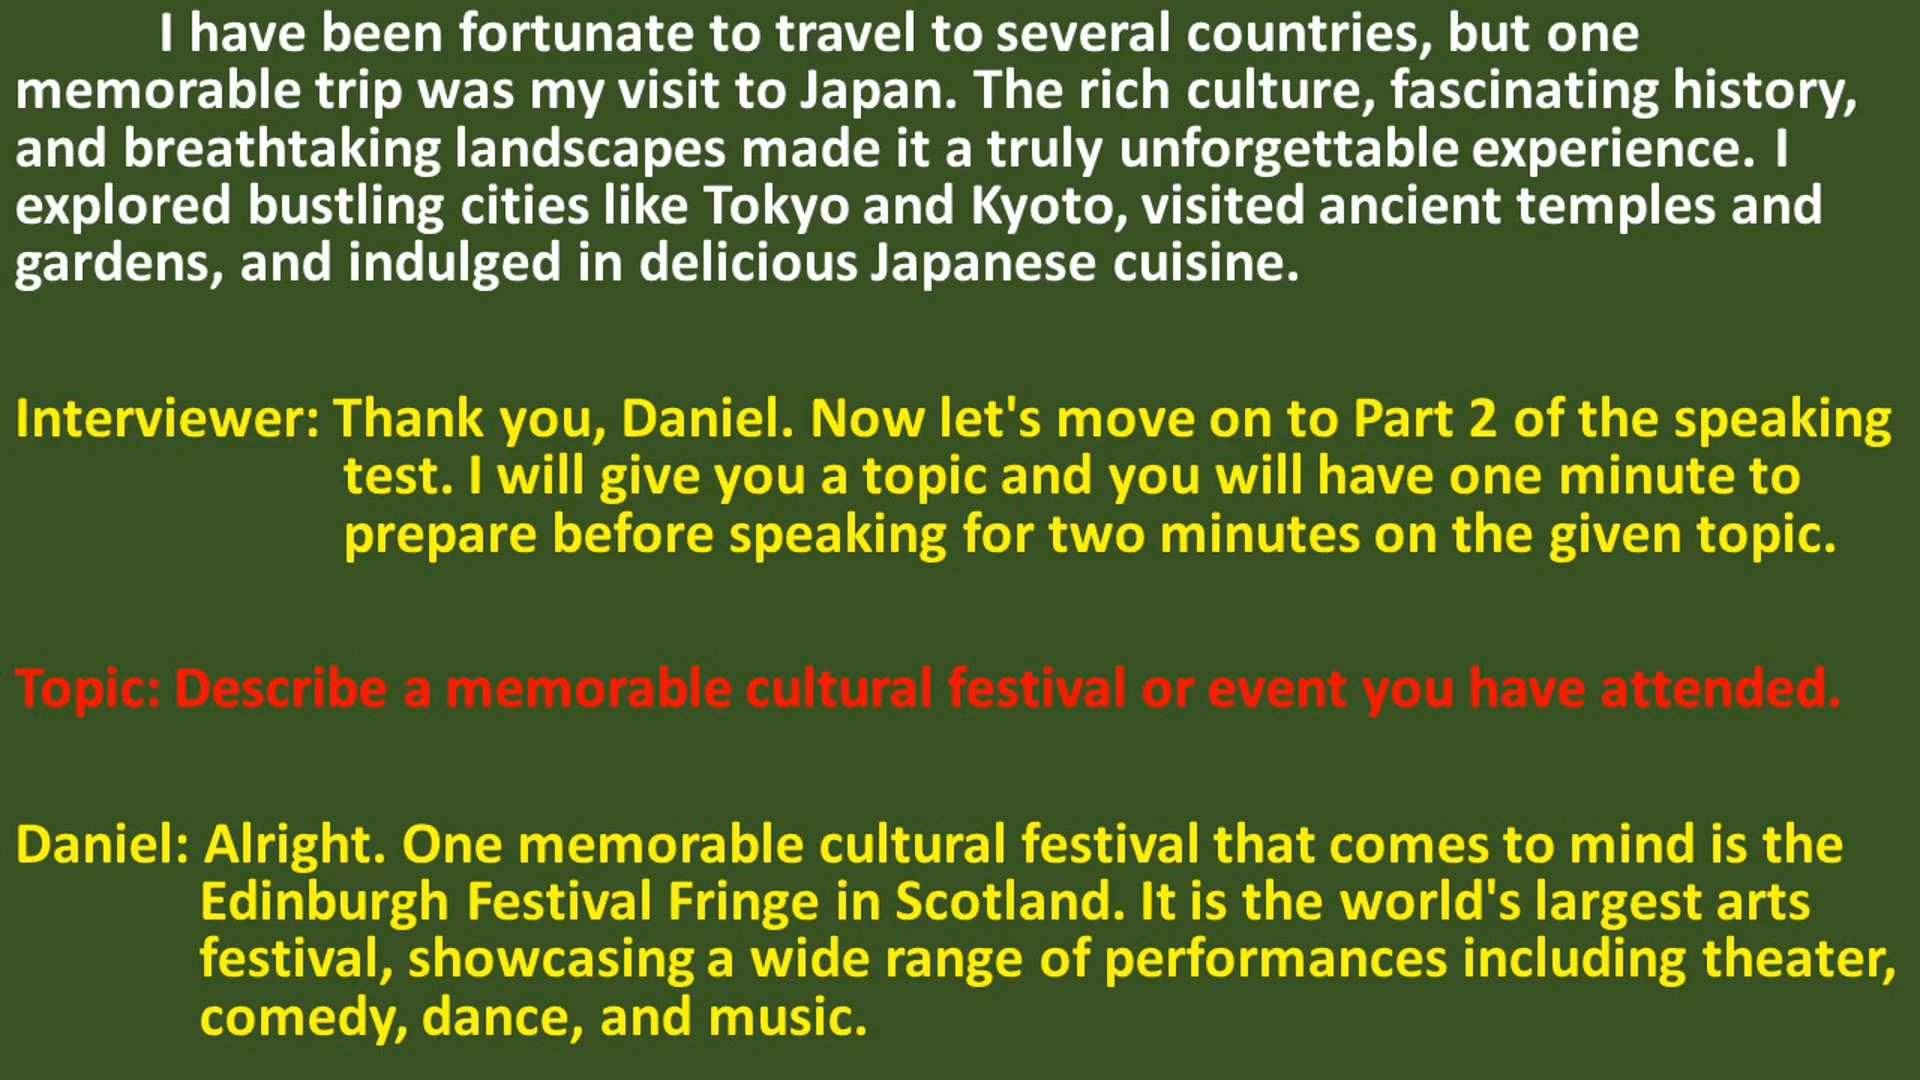 I have been fortunate to travel to several countries, but one
memorable trip was my visit to Japan. The rich culture, fascinating history,
and breathtaking landscapes made it a truly unforgettable experience. I
explored bustling cities like Tokyo and Kyoto, visited ancient temples and
gardens, and indulged in delicious Japanese cuisine.
Interviewer: Thank you, Daniel. Now let's move on to Part 2 of the speaking
test. I will give you a topic and you will have one minute to
prepare before speaking for two minutes on the given topic.
Topic: Describe a memorable cultural festival or event you have attended.
Daniel: Alright. One memorable cultural festival that comes to mind is the
Edinburgh Festival Fringe in Scotland. It is the world's largest arts
festival, showcasing a wide range of performances including theater,
comedy, dance, and music.